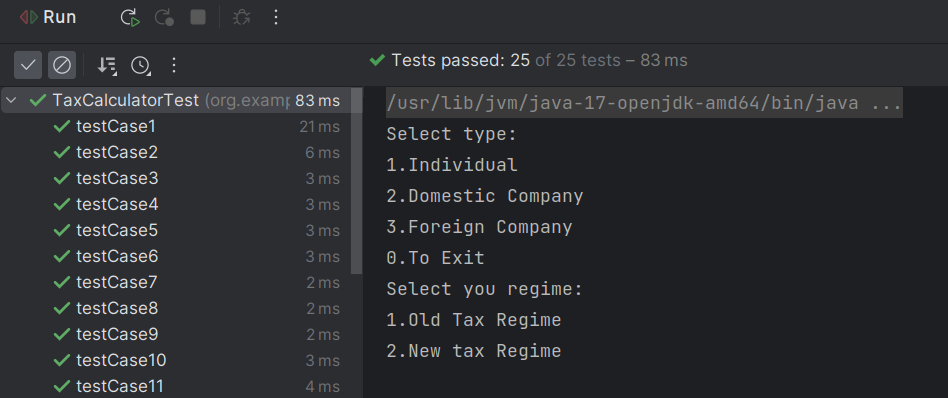 Run
Tests passed: 25 of 25 tests – 83 ms
TaxCalculatorTest (org.examp 83 ms
testCase1 21 ms
testCase2 6 ms
testCase3 3 ms
testCase4 3 ms
testCase5 3 ms
testCase6 3 ms
testCase7 2 ms
testCase8 2 ms
testCase9 2 ms
testCase10 3 ms
testCase11 4 ms
/usr/lib/jvm/java-17-openjdk-amd64/bin/java ...
Select type:
1.Individual
2.Domestic Company
3.Foreign Company
0.To Exit
Select you regime:
1.Old Tax Regime
2.New tax Regime